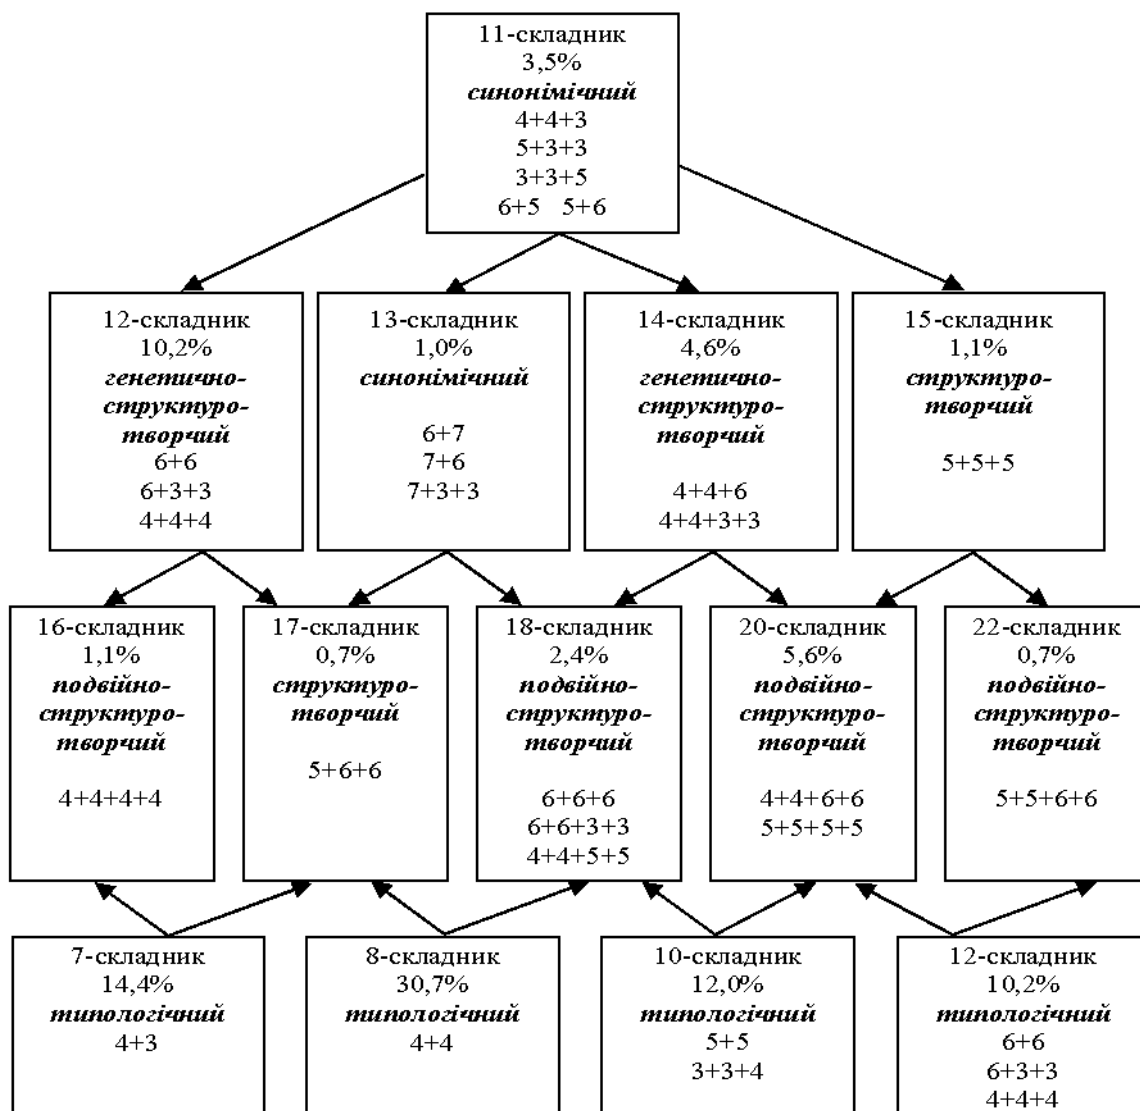 11-складник
3,5%
синонімічний
4+4+3
5+3+3
3+3+5
6+5 5+6
12-складник
10,2%
генетично-
структуро-
творчий
6+6
6+3+3
4+4+4
13-складник
1,0%
синонімічний
6+7
7+6
7+3+3
14-складник
4,6%
генетично-
структуро-
творчий
4+4+6
4+4+3+3
15-складник
1,1%
структуро-
творчий
5+5+5
16-складник
1,1%
подвійно-
структуро-
творчий
4+4+4+4
17-складник
0,7%
структуро-
творчий
5+6+6
18-складник
2,4%
подвійно-
структуро-
творчий
6+6+6
6+6+3+3
4+4+5+5
20-складник
5,6%
подвійно-
структуро-
творчий
4+4+6+6
5+5+5+5
22-складник
0,7%
подвійно-
структуро-
творчий
5+5+6+6
7-складник
14,4%
типологічний
4+3
8-складник
30,7%
типологічний
4+4
10-складник
12,0%
типологічний
5+5
3+3+4
12-складник
10,2%
типологічний
6+6
6+3+3
4+4+4